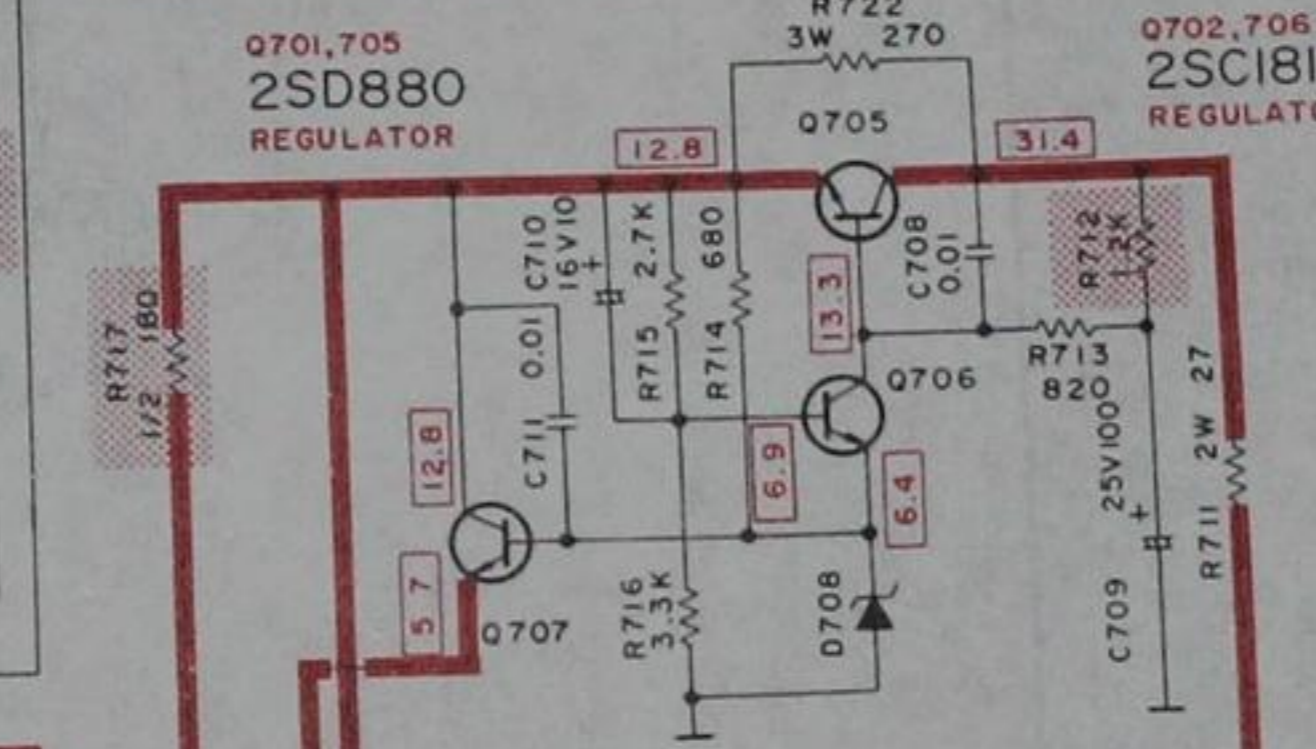 R722
3W 270
Q701,705
2SD880
REGULATOR
Q702,706
2SC181
REGULAT
12.8
Q705
31.4
C710
16V10
+
2.7K
680
C708
0.01
R712
13.3
R717
1/2 180
0.01
C711
R715
R714
Q706
R713
820
12.8
6.9
6.4
25V100
+
2W 27
R711
5 7
Q707
R716
3.3K
D708
C709